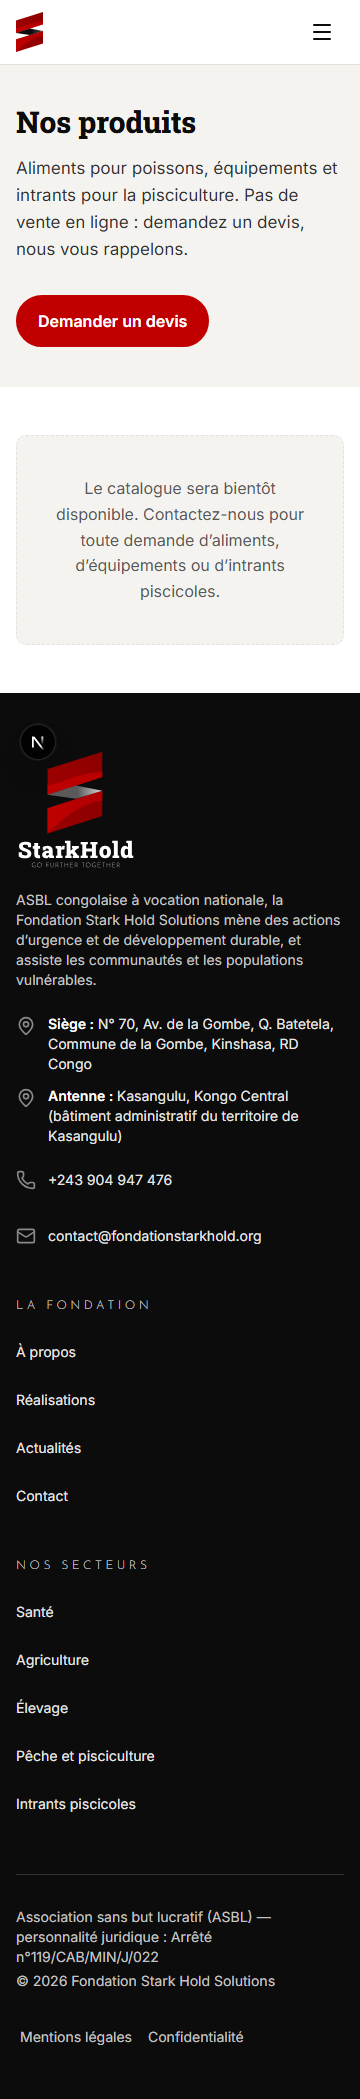 Nos produits
Aliments pour poissons, équipements et
intrants pour la pisciculture. Pas de
vente en ligne : demandez un devis,
nous vous rappelons.
Demander un devis
Le catalogue sera bientôt
disponible. Contactez-nous pour
toute demande d’aliments,
d’équipements ou d’intrants
piscicoles.
N
StarkHold
GO FURTHER TOGETHER
ASBL congolaise à vocation nationale, la
Fondation Stark Hold Solutions mène des actions
d’urgence et de développement durable, et
assiste les communautés et les populations
vulnérables.
Siège : N° 70, Av. de la Gombe, Q. Batetela,
Commune de la Gombe, Kinshasa, RD
Congo
Antenne : Kasangulu, Kongo Central
(bâtiment administratif du territoire de
Kasangulu)
+243 904 947 476
contact@fondationstarkhold.org
LA FONDATION
À propos
Réalisations
Actualités
Contact
NOS SECTEURS
Santé
Agriculture
Élevage
Pêche et pisciculture
Intrants piscicoles
Association sans but lucratif (ASBL) —
personnalité juridique : Arrêté
n°119/CAB/MIN/J/022
© 2026 Fondation Stark Hold Solutions
Mentions légales Confidentialité